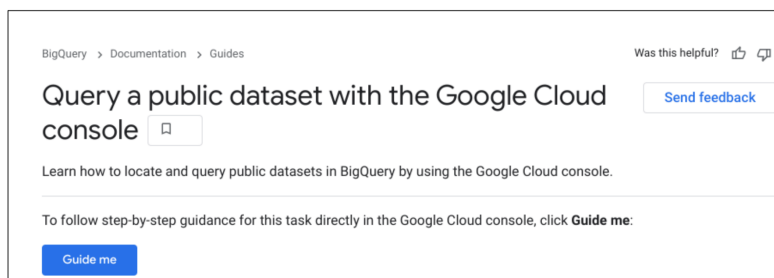 BigQuery > Documentation > Guides
Was this helpful?
Query a public dataset with the Google Cloud
console
Send feedback
Learn how to locate and query public datasets in BigQuery by using the Google Cloud console.
To follow step-by-step guidance for this task directly in the Google Cloud console, click Guide me:
Guide me